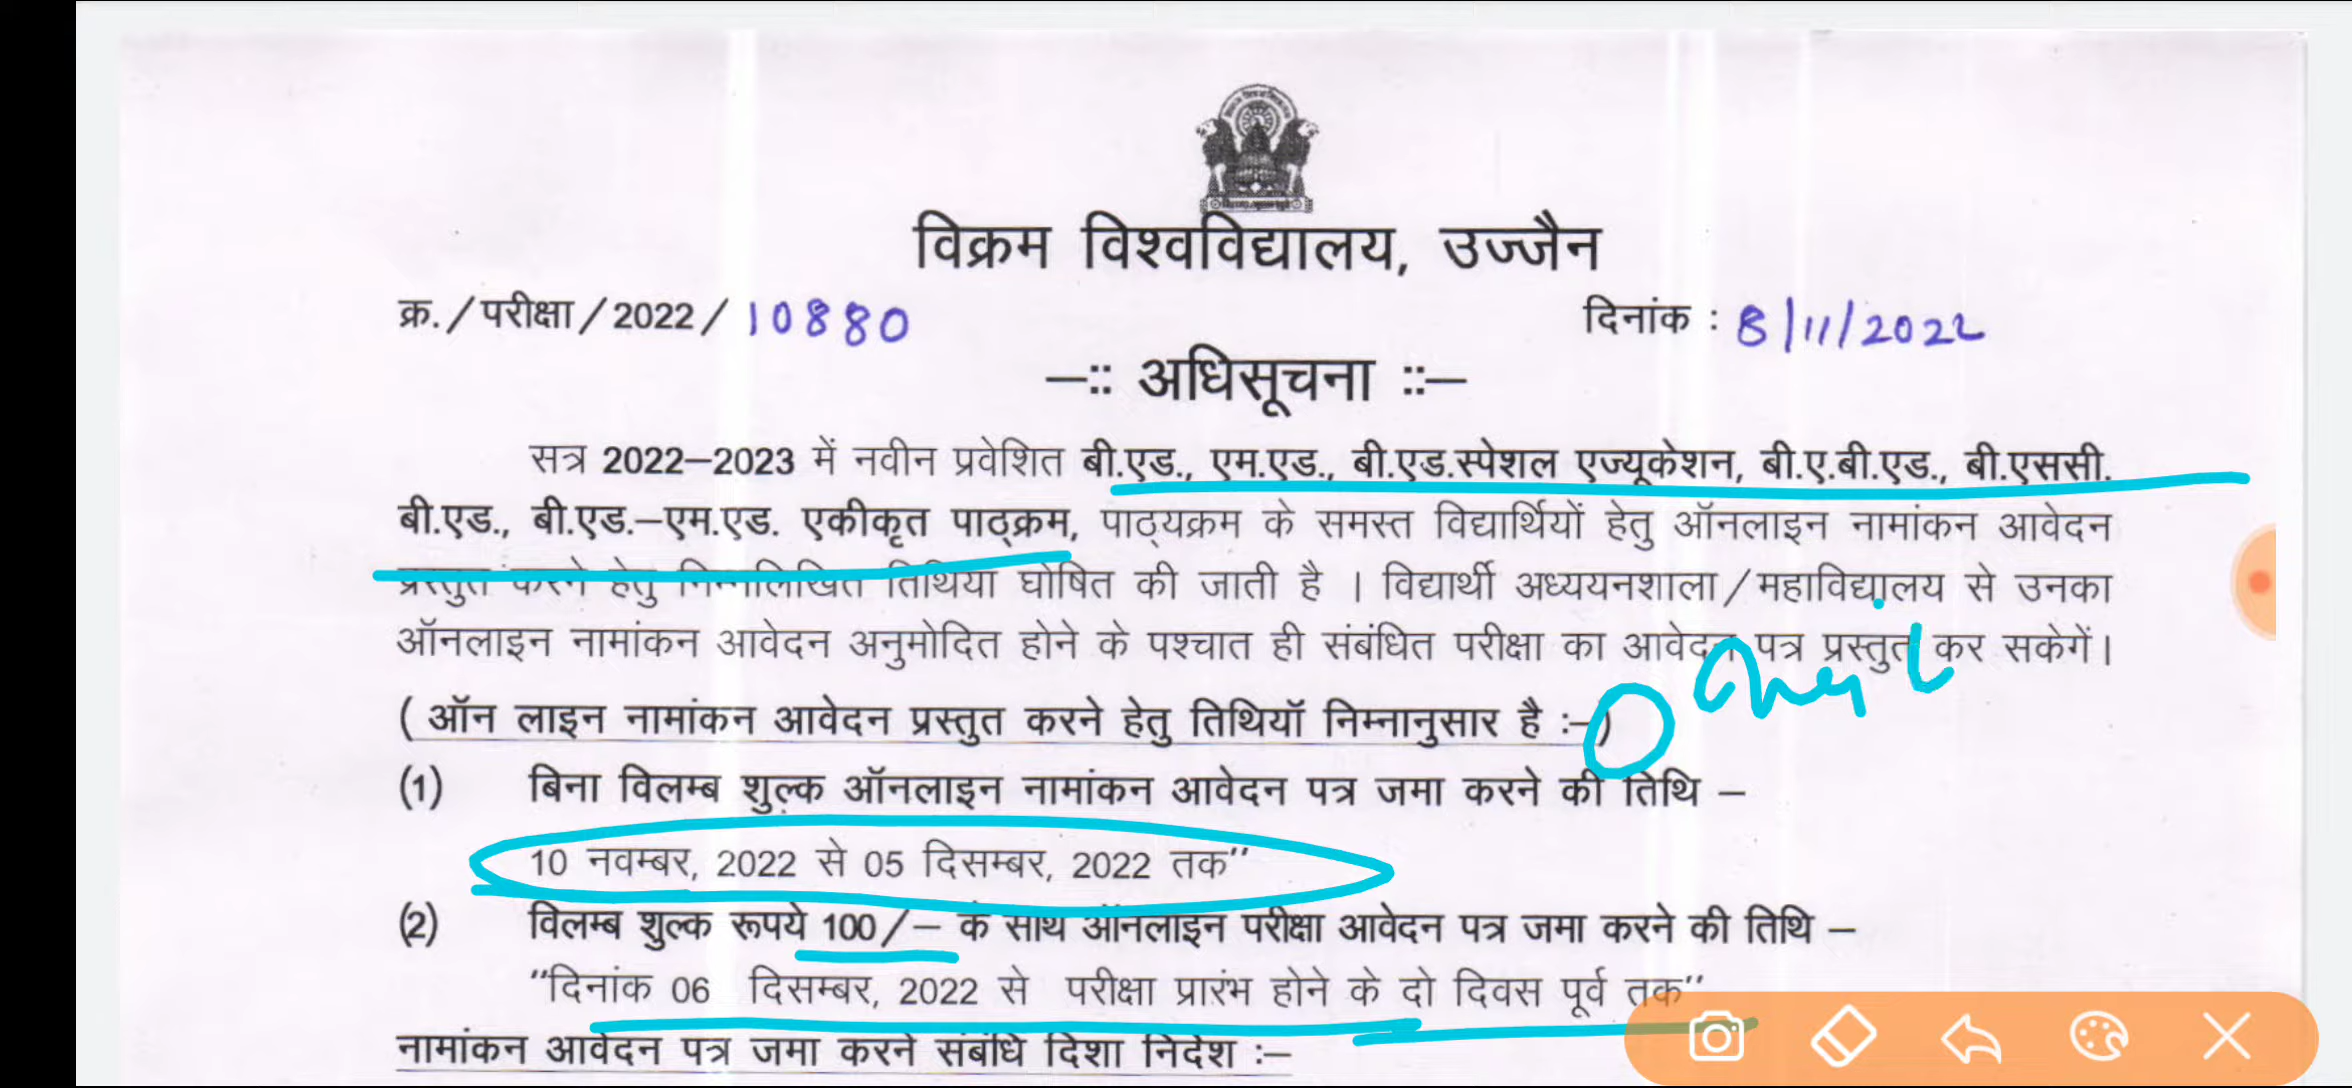 विक्रम विश्वविद्यालय, उज्जैन
क्र./परीक्षा/2022/10880 दिनांक : 8/11/2022
—:: अधिसूचना ::—
सत्र 2022—2023 में नवीन प्रवेशित बी.एड., एम.एड., बी.एड.स्पेशल एज्यूकेशन, बी.ए.बी.एड., बी.एससी.
बी.एड., बी.एड.—एम.एड. एकीकृत पाठ्क्रम, पाठ्यक्रम के समस्त विद्यार्थियों हेतु ऑनलाइन नामांकन आवेदन
प्रस्तुत करने हेतु निम्नलिखित तिथिया घोषित की जाती है । विद्यार्थी अध्ययनशाला/महाविद्यालय से उनका
ऑनलाइन नामांकन आवेदन अनुमोदित होने के पश्चात ही संबंधित परीक्षा का आवेदन पत्र प्रस्तुत कर सकेगें।
( ऑन लाइन नामांकन आवेदन प्रस्तुत करने हेतु तिथियॉ निम्नानुसार है :—)
(1) बिना विलम्ब शुल्क ऑनलाइन नामांकन आवेदन पत्र जमा करने की तिथि —
10 नवम्बर, 2022 से 05 दिसम्बर, 2022 तक"
(2) विलम्ब शुल्क रूपये 100/— के साथ ऑनलाइन परीक्षा आवेदन पत्र जमा करने की तिथि —
"दिनांक 06 दिसम्बर, 2022 से परीक्षा प्रारंभ होने के दो दिवस पूर्व तक"
नामांकन आवेदन पत्र जमा करने संबंधि दिशा निर्देश :—